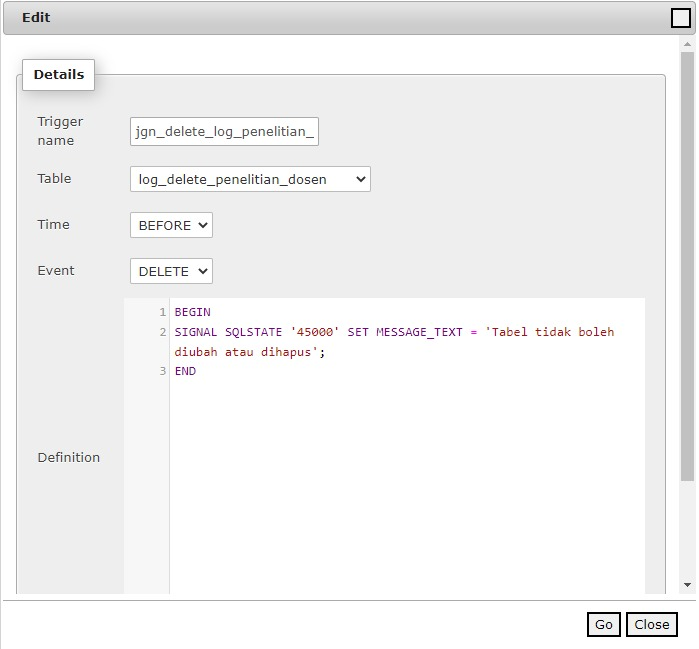 Edit
Details
Trigger
name
jgn_delete_log_penelitian_
Table
log_delete_penelitian_dosen
Time
BEFORE
Event
DELETE
Definition
1 BEGIN
2 SIGNAL SQLSTATE '45000' SET MESSAGE_TEXT = 'Tabel tidak boleh
diubah atau dihapus';
3 END
Go
Close